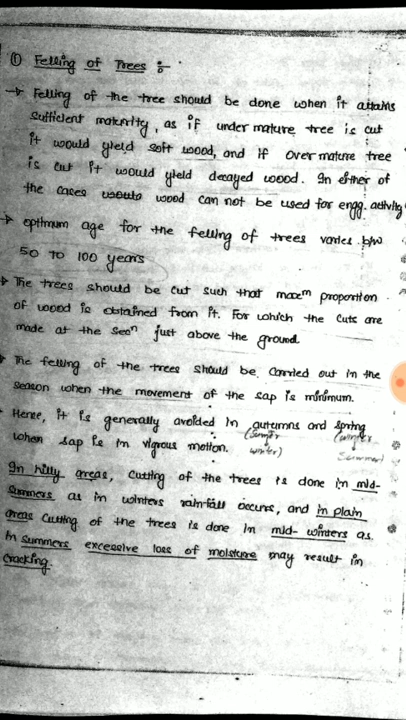 ① Felling of Trees :-
→ Felling of the tree should be done when it attains
sufficient maturity, as if under mature tree is cut
it would yield soft wood, and if over mature tree
is cut it would yield decayed wood. In either of
the cases wood can not be used for engg. activity
→ optimum age for the felling of trees varies b/w
50 TO 100 years
→ The trees should be cut such that maxm proportion
of wood is obtained from it. For which the cuts are
made at the secn just above the ground.
→ The felling of the trees should be carried out in the
season when the movement of the sap is minimum.
Hence, it is generally avoided in autumns and spring
when sap is in vigrous motion. (summer winter) (winter summer)
In hilly areas, cutting of the trees is done in mid-
summers as in winters rainfall occurs, and in plain
areas cutting of the trees is done in mid-winters as
in summers excessive loss of moisture may result in
cracking.